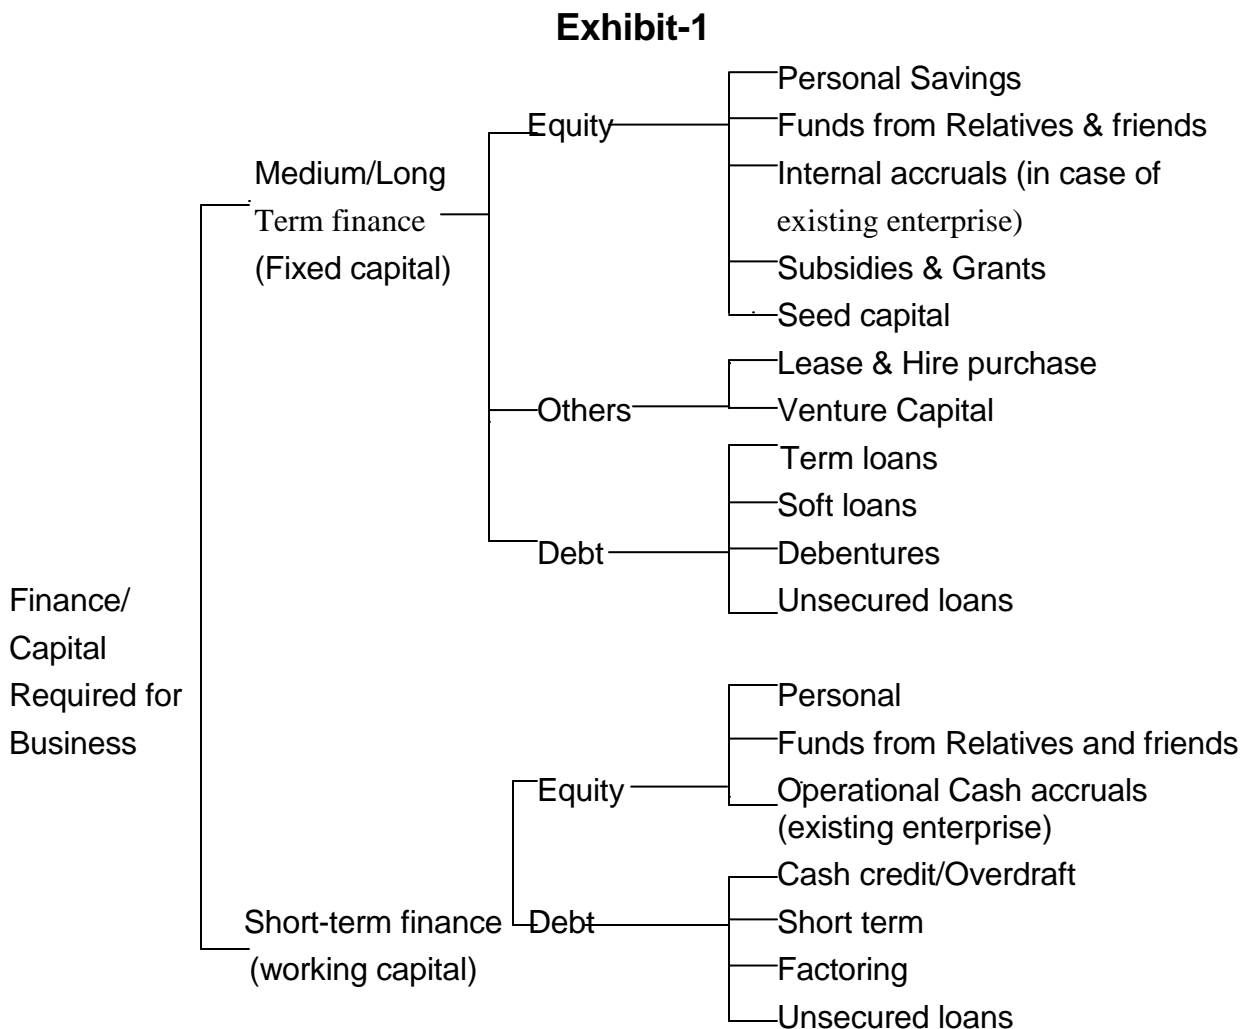 Exhibit-1
Personal Savings
Equity
Funds from Relatives & friends
Medium/Long
Internal accruals (in case of
Term finance
existing enterprise)
(Fixed capital)
Subsidies & Grants
Seed capital
Lease & Hire purchase
Others
Venture Capital
Term loans
Soft loans
Debt
Debentures
Finance/
Unsecured loans
Capital
Required for
Personal
Business
Funds from Relatives and friends
Equity
Operational Cash accruals
(existing enterprise)
Cash credit/Overdraft
Short-term finance
Debt
Short term
(working capital)
Factoring
Unsecured loans